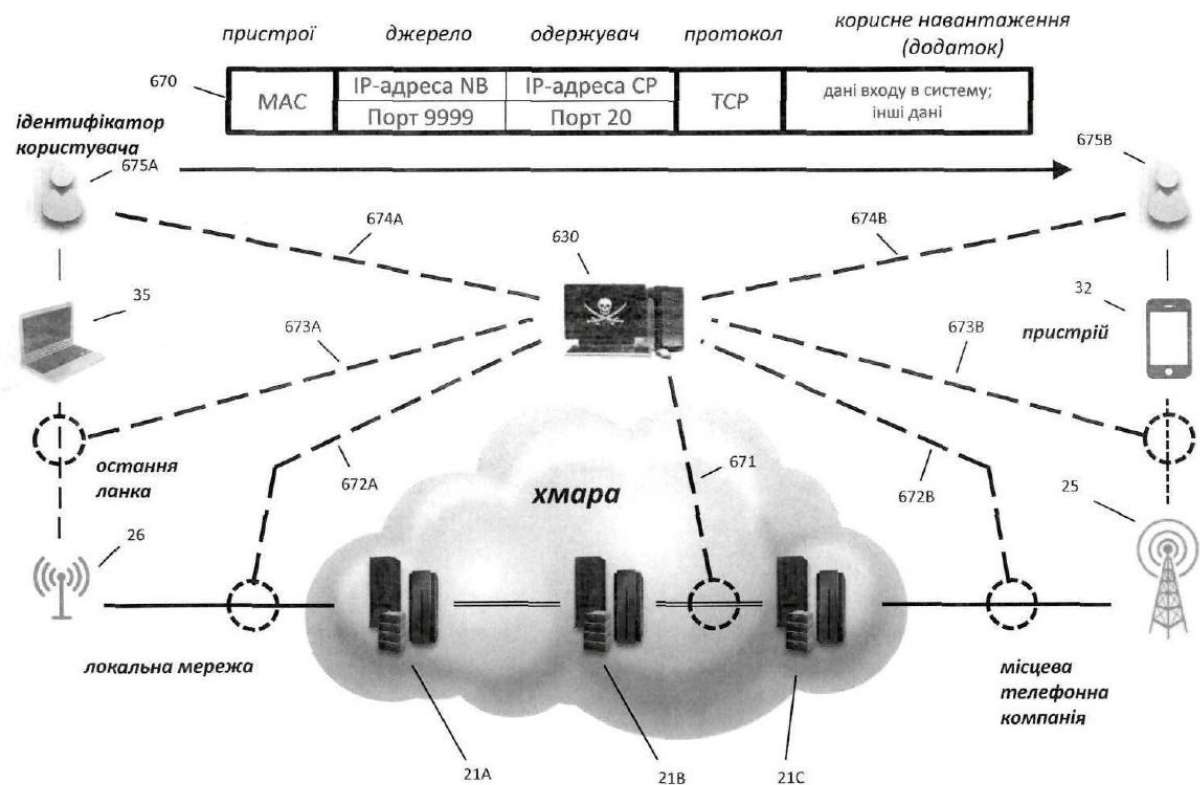 пристрої джерело одержувач протокол корисне навантаження
(додаток)
670
MAC IP-адреса NB IP-адреса CP TCP дані входу в систему;
Порт 9999 Порт 20 інші дані
ідентифікатор
користувача
675A
675B
674A
674B
630
35
32
673A
673B
пристрій
остання
ланка
672A
671
672B
25
26
хмара
локальна мережа
місцева
телефонна
компанія
21A
21B
21C